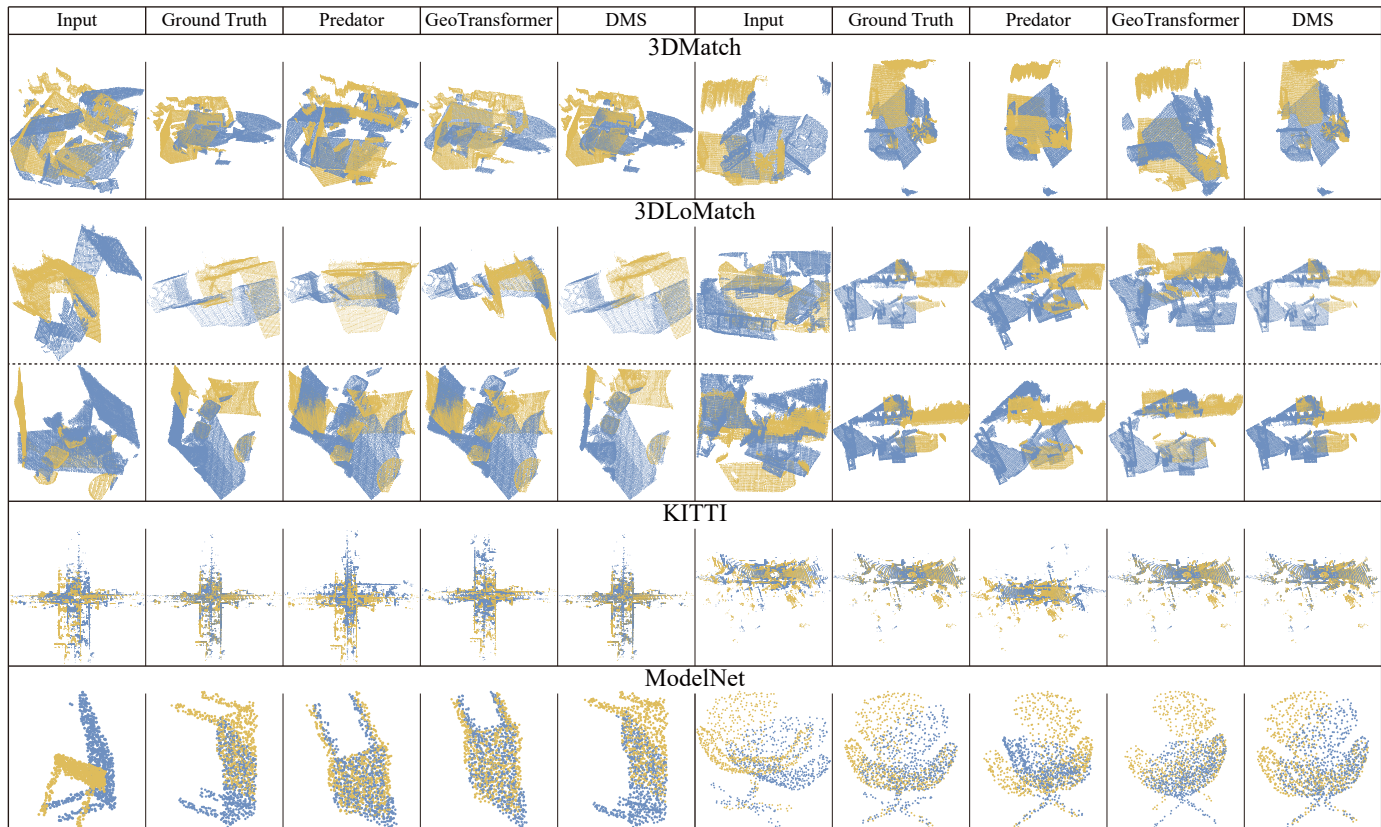 Input Ground Truth Predator GeoTransformer DMS Input Ground Truth Predator GeoTransformer DMS
3DMatch
3DLoMatch
KITTI
ModelNet